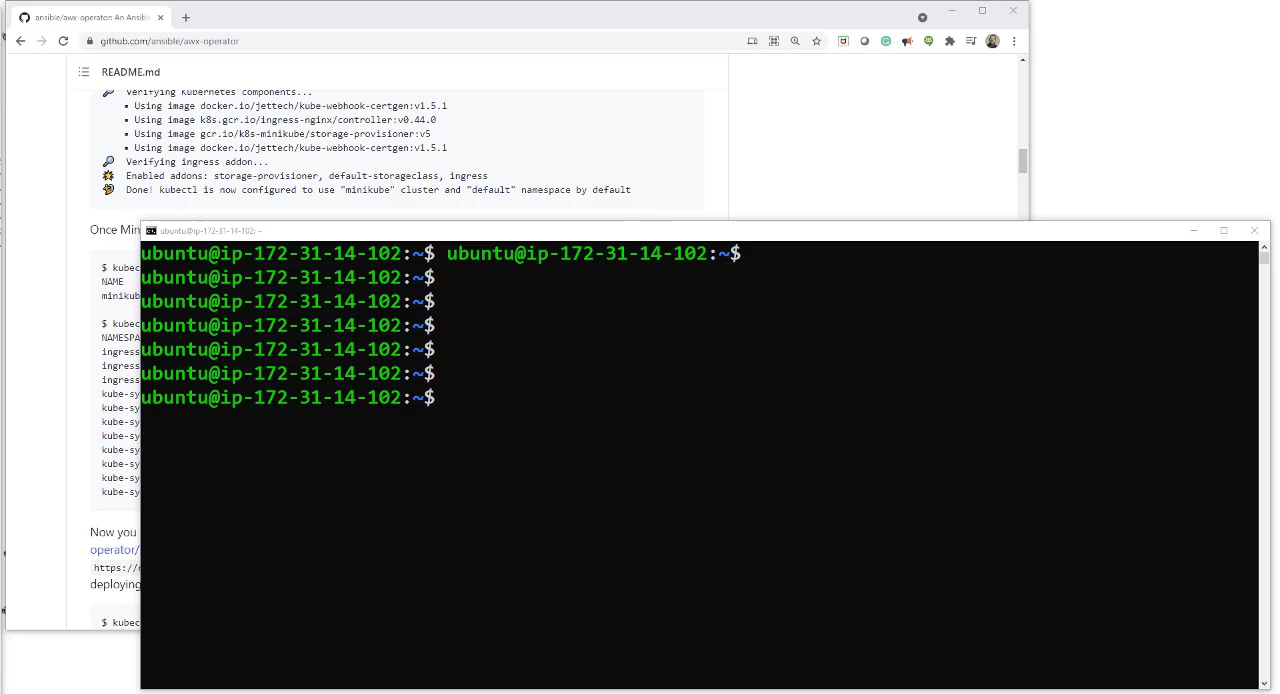 ansible/awx-operator: An Ansible
github.com/ansible/awx-operator
README.md
Verifying Kubernetes components...
▪ Using image docker.io/jettech/kube-webhook-certgen:v1.5.1
▪ Using image k8s.gcr.io/ingress-nginx/controller:v0.44.0
▪ Using image gcr.io/k8s-minikube/storage-provisioner:v5
▪ Using image docker.io/jettech/kube-webhook-certgen:v1.5.1
Verifying ingress addon...
Enabled addons: storage-provisioner, default-storageclass, ingress
Done! kubectl is now configured to use "minikube" cluster and "default" namespace by default
Once Min
ubuntu@ip-172-31-14-102: ~
ubuntu@ip-172-31-14-102:~$ ubuntu@ip-172-31-14-102:~$
ubuntu@ip-172-31-14-102:~$
ubuntu@ip-172-31-14-102:~$
ubuntu@ip-172-31-14-102:~$
ubuntu@ip-172-31-14-102:~$
ubuntu@ip-172-31-14-102:~$
ubuntu@ip-172-31-14-102:~$
$ kubec
NAME
minikub
$ kubec
NAMESPA
ingress
ingress
ingress
kube-sy
kube-sy
kube-sy
kube-sy
kube-sy
kube-sy
kube-sy
kube-sy
Now you
operator/
https://r
deploying
$ kubec